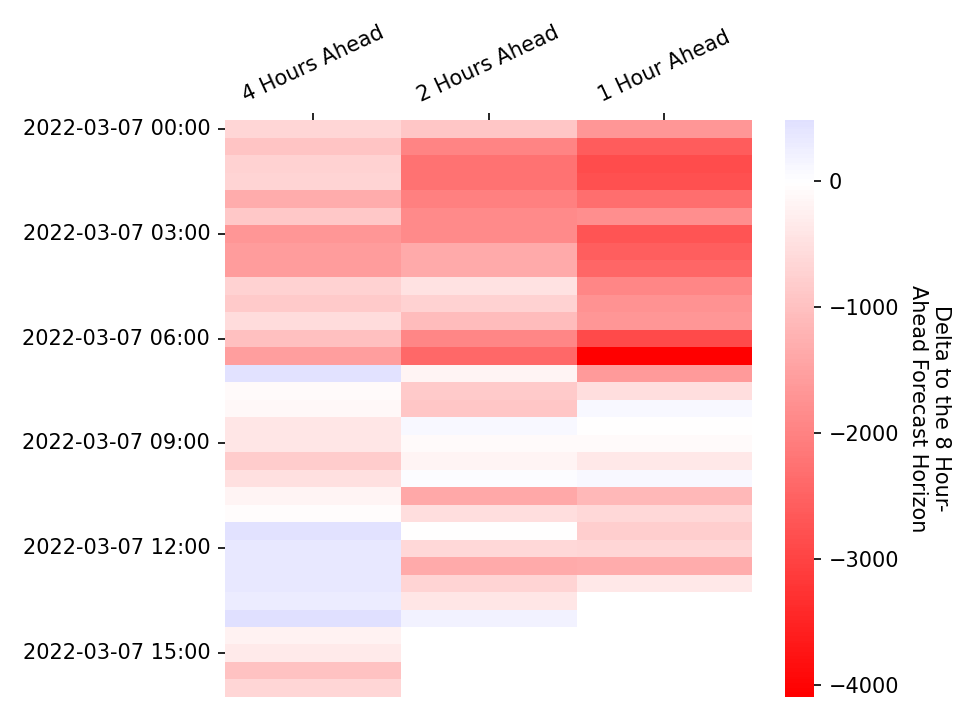 4 Hours Ahead
2 Hours Ahead
1 Hour Ahead
2022-03-07 00:00
2022-03-07 03:00
2022-03-07 06:00
2022-03-07 09:00
2022-03-07 12:00
2022-03-07 15:00
0
−1000
−2000
−3000
−4000
Delta to the 8 Hour-
Ahead Forecast Horizon